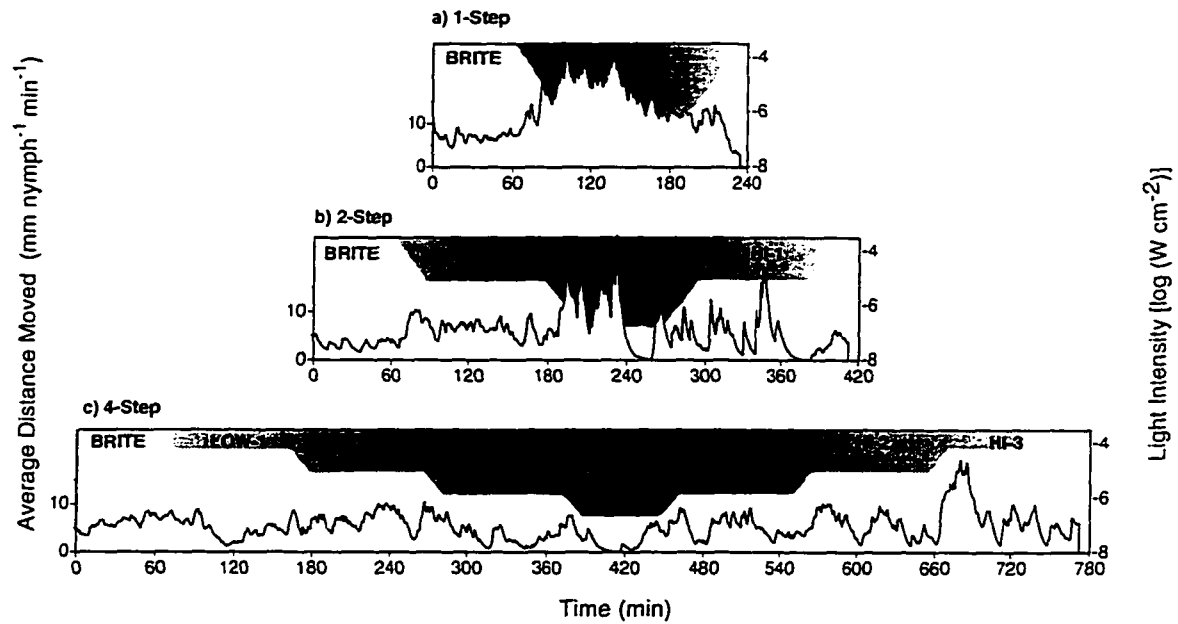 a) 1-Step
BRITE
-4
-6
-8
10
0
0 60 120 180 240
b) 2-Step
BRITE
-4
-6
-8
10
0
0 60 120 180 240 300 360 420
c) 4-Step
BRITE
HI-3
-4
-6
-8
10
0
0 60 120 180 240 300 360 420 480 540 600 660 720 780
Time (min)
Average Distance Moved (mm nymph⁻¹ min⁻¹)
Light Intensity [log (W cm⁻²)]